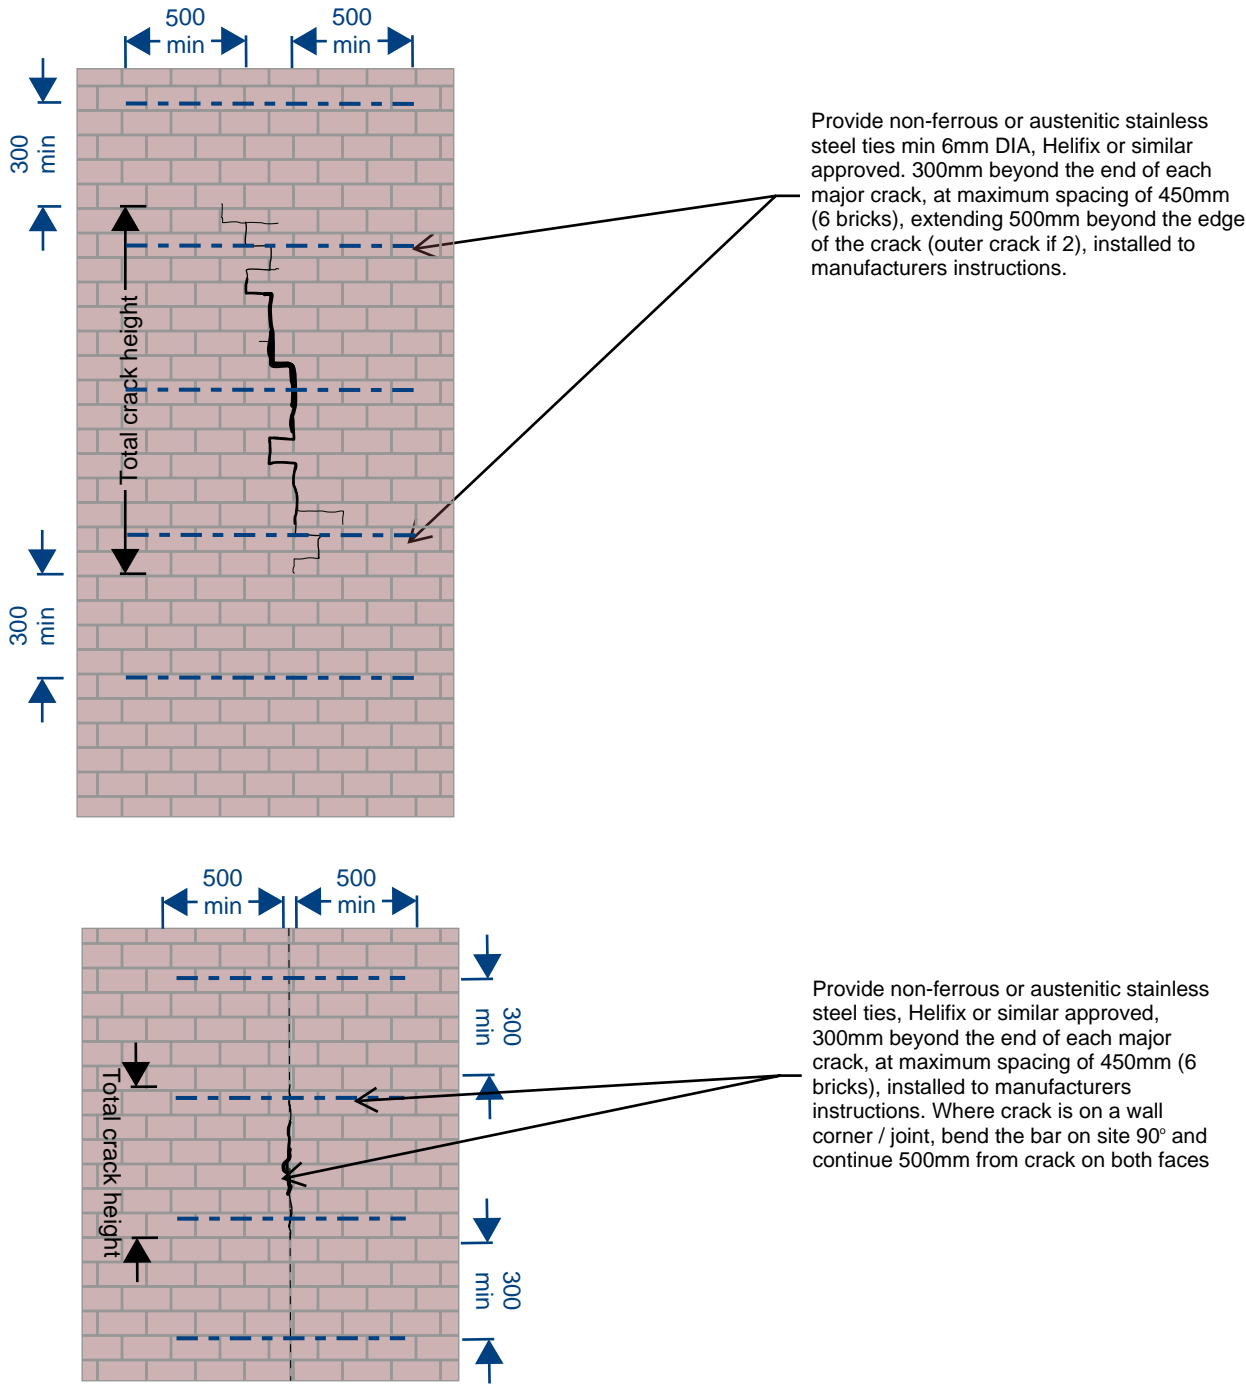 500
min
500
min
300
min
Total crack height
300
min
Provide non-ferrous or austenitic stainless
steel ties min 6mm DIA, Helifix or similar
approved. 300mm beyond the end of each
major crack, at maximum spacing of 450mm
(6 bricks), extending 500mm beyond the edge
of the crack (outer crack if 2), installed to
manufacturers instructions.
500
min
500
min
300
min
Total crack height
300
min
Provide non-ferrous or austenitic stainless
steel ties, Helifix or similar approved,
300mm beyond the end of each major
crack, at maximum spacing of 450mm (6
bricks), installed to manufacturers
instructions. Where crack is on a wall
corner / joint, bend the bar on site 90° and
continue 500mm from crack on both faces